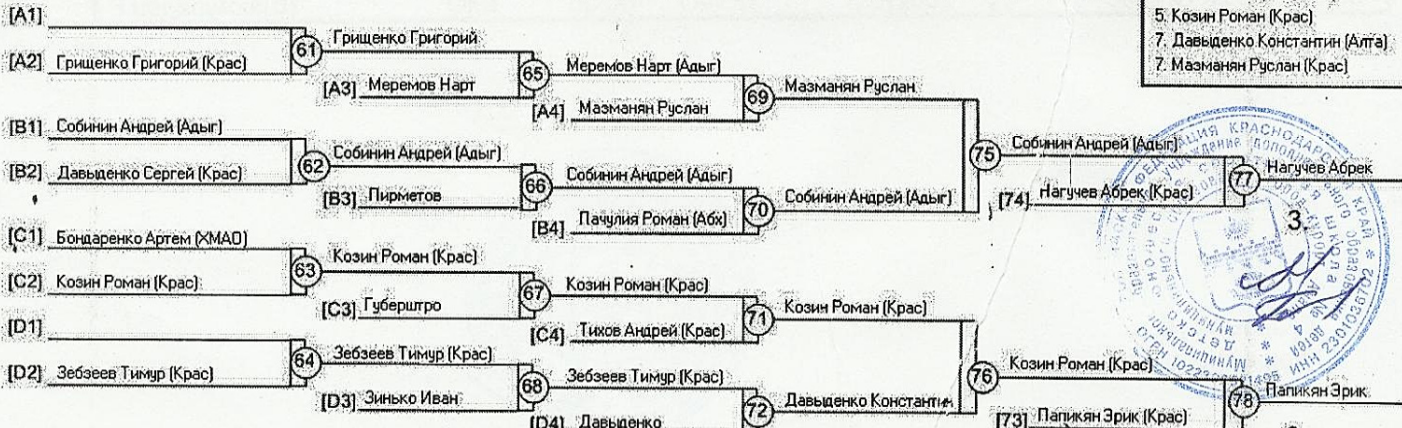 5. Козин Роман (Крас)
7. Давыденко Константин (Алта)
7. Мазманян Руслан (Крас)
[A1]
61
[A2] Грищенко Григорий (Крас)
Грищенко Григорий
65
[A3] Меремов Нарт
Меремов Нарт (Адыг)
69
[A4] Мазманян Руслан
Мазманян Руслан
[B1] Собинин Андрей (Адыг)
62
[B2] Давыденко Сергей (Крас)
Собинин Андрей (Адыг)
66
[B3] Пирметов
Собинин Андрей (Адыг)
70
[B4] Пачулия Роман (Абх)
Собинин Андрей (Адыг)
75
Собинин Андрей (Адыг)
77
[74] Нагучев Абрек (Крас)
Нагучев Абрек
3.
[C1] Бондаренко Артем (ХМАО)
63
[C2] Козин Роман (Крас)
Козин Роман (Крас)
67
[C3] Губерштро
Козин Роман (Крас)
71
[C4] Тихов Андрей (Крас)
Козин Роман (Крас)
[D1]
64
[D2] Зебзеев Тимур (Крас)
Зебзеев Тимур (Крас)
68
[D3] Зинько Иван
Зебзеев Тимур (Крас)
72
[D4] Давыденко
Давыденко Константин
76
Козин Роман (Крас)
78
[73] Папикян Эрик (Крас)
Папикян Эрик